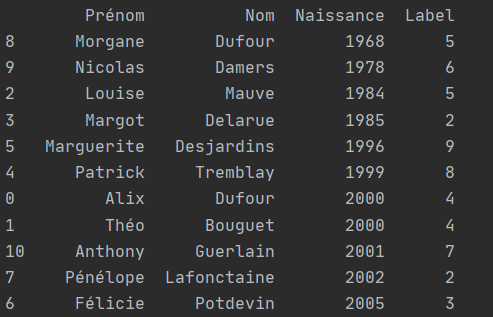 Prénom Nom Naissance Label
8 Morgane Dufour 1968 5
9 Nicolas Damers 1978 6
2 Louise Mauve 1984 5
3 Margot Delarue 1985 2
5 Marguerite Desjardins 1996 9
4 Patrick Tremblay 1999 8
0 Alix Dufour 2000 4
1 Théo Bouguet 2000 4
10 Anthony Guerlain 2001 7
7 Pénélope Lafonctaine 2002 2
6 Félicie Potdevin 2005 3